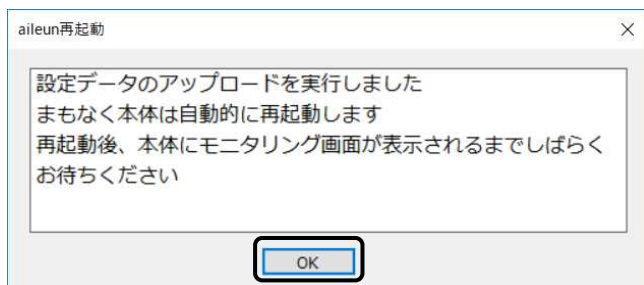 aileun再起動
設定データのアップロードを実行しました
まもなく本体は自動的に再起動します
再起動後、本体にモニタリング画面が表示されるまでしばらく
お待ちください
OK